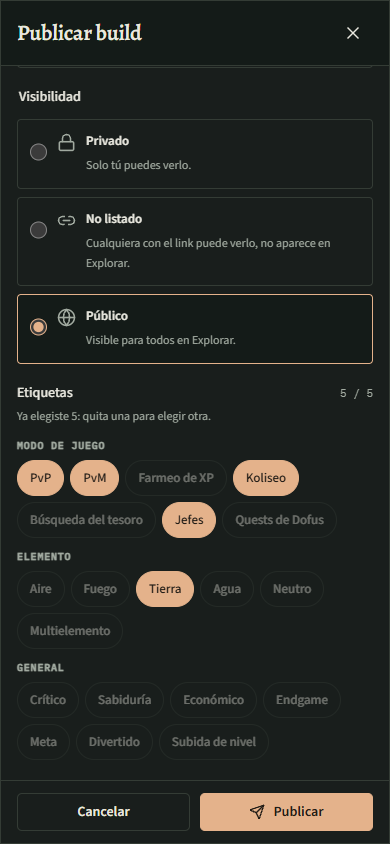 Publicar build
Visibilidad
Privado
Solo tú puedes verlo.
No listado
Cualquiera con el link puede verlo, no aparece en
Explorar.
Público
Visible para todos en Explorar.
Etiquetas 5 / 5
Ya elegiste 5: quita una para elegir otra.
MODO DE JUEGO
PvP PvM Farmeo de XP Koliseo
Búsqueda del tesoro Jefes Quests de Dofus
ELEMENTO
Aire Fuego Tierra Agua Neutro
Multielemento
GENERAL
Crítico Sabiduría Económico Endgame
Meta Divertido Subida de nivel
Cancelar Publicar